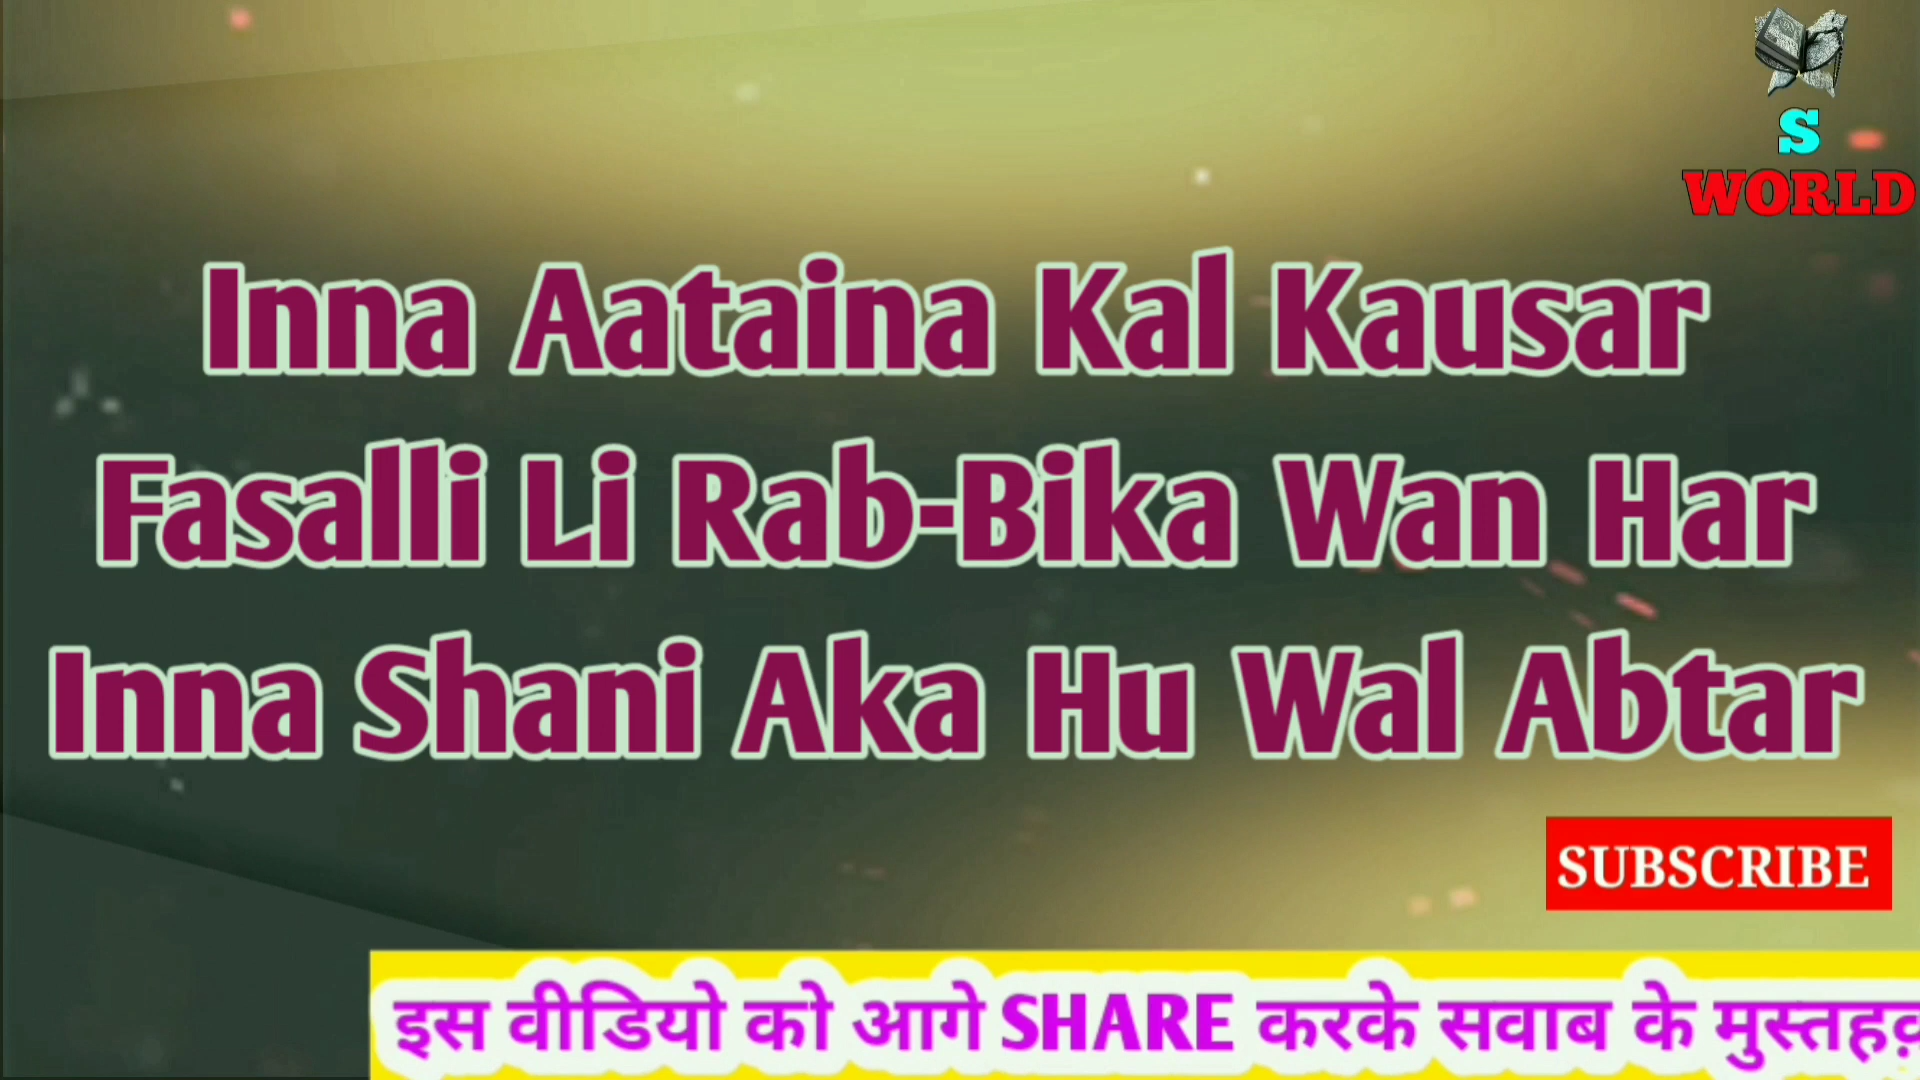 S
WORLD
Inna Aataina Kal Kausar
Fasalli Li Rab-Bika Wan Har
Inna Shani Aka Hu Wal Abtar
SUBSCRIBE
इस वीडियो को आगे SHARE करके सवाब के